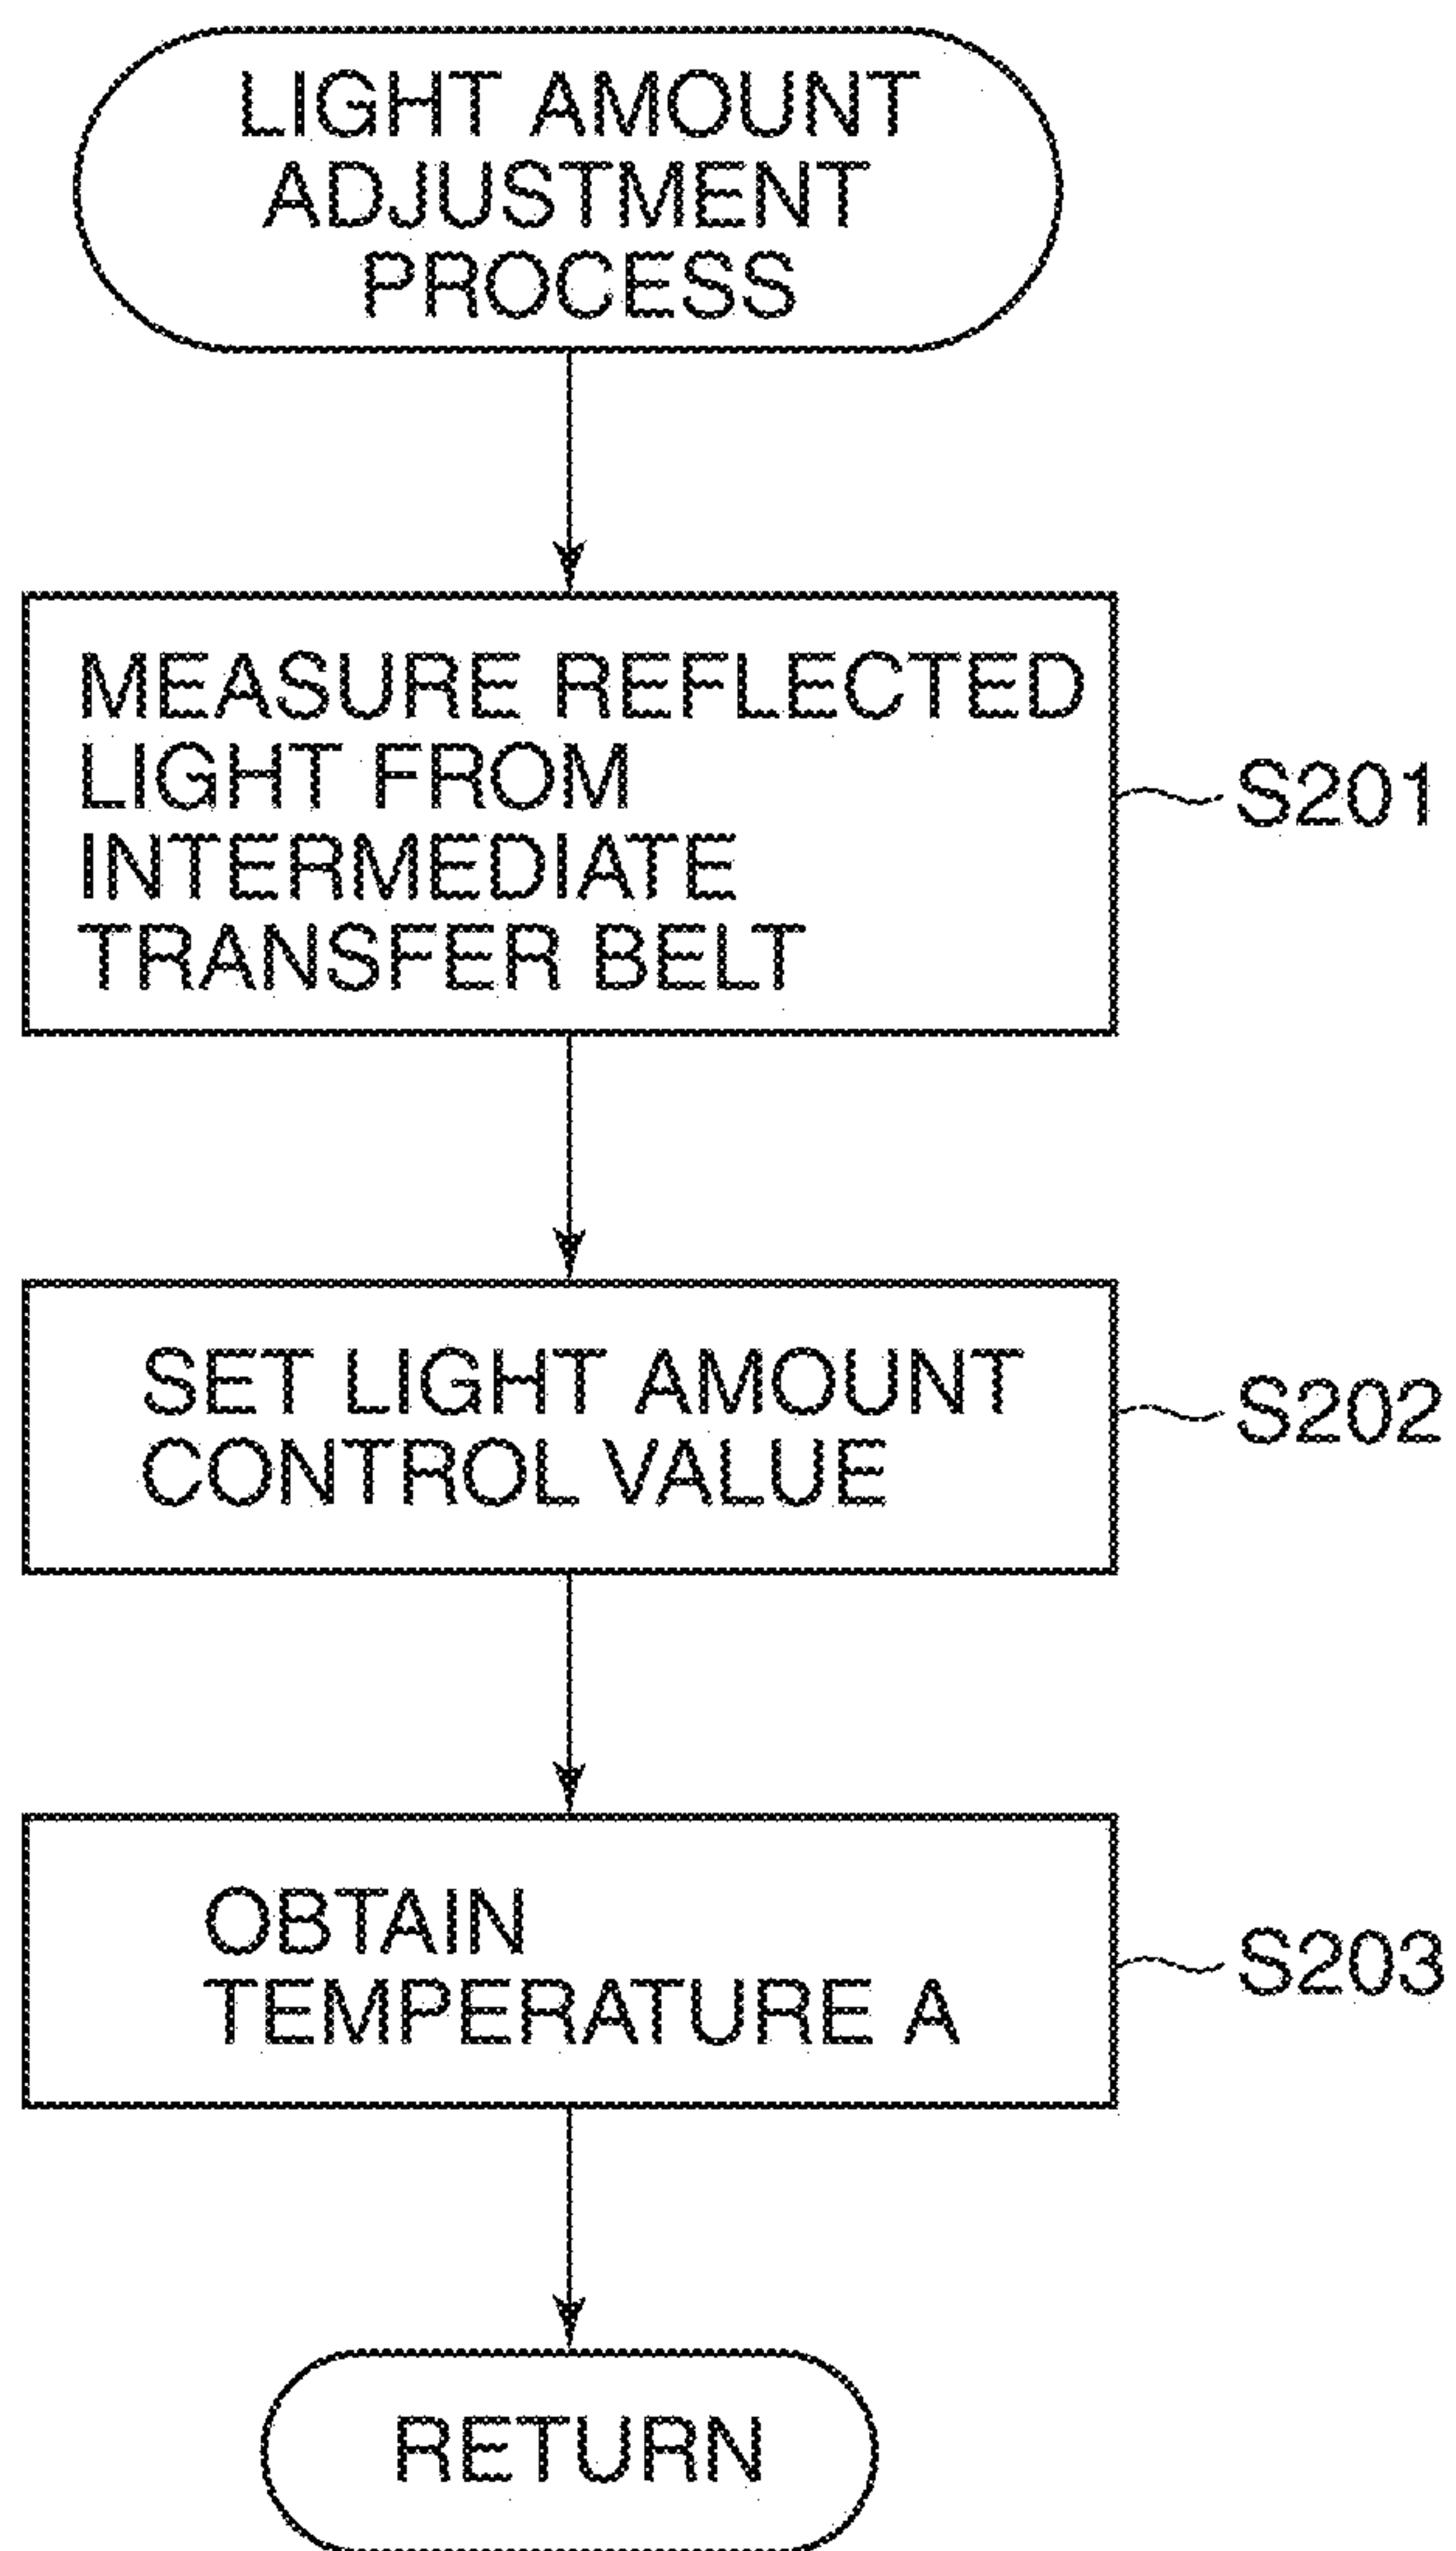 LIGHT AMOUNT
ADJUSTMENT
PROCESS
MEASURE REFLECTED
LIGHT FROM
INTERMEDIATE
TRANSFER BELT
S201
SET LIGHT AMOUNT
CONTROL VALUE
S202
OBTAIN
TEMPERATURE A
S203
RETURN